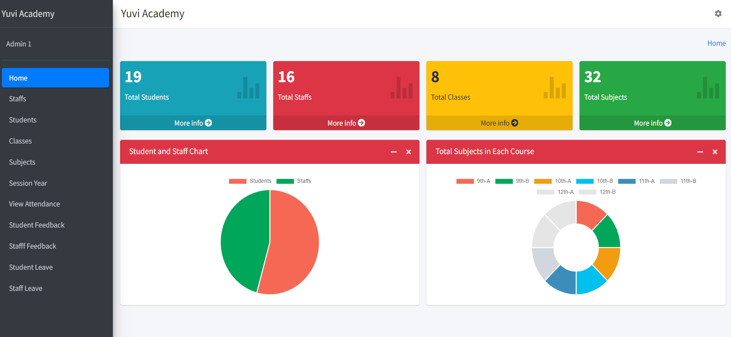 Yuvi Academy
Yuvi Academy
Admin 1
Home
Home
Staffs
Students
Classes
Subjects
Session Year
View Attendance
Student Feedback
Stafff Feedback
Student Leave
Staff Leave
19
Total Students
More info
16
Total Staffs
More info
8
Total Classes
More info
32
Total Subjects
More info
Student and Staff Chart
Students Staffs
Total Subjects in Each Course
9th-A 9th-B 10th-A 10th-B 11th-A 11th-B
12th-A 12th-B